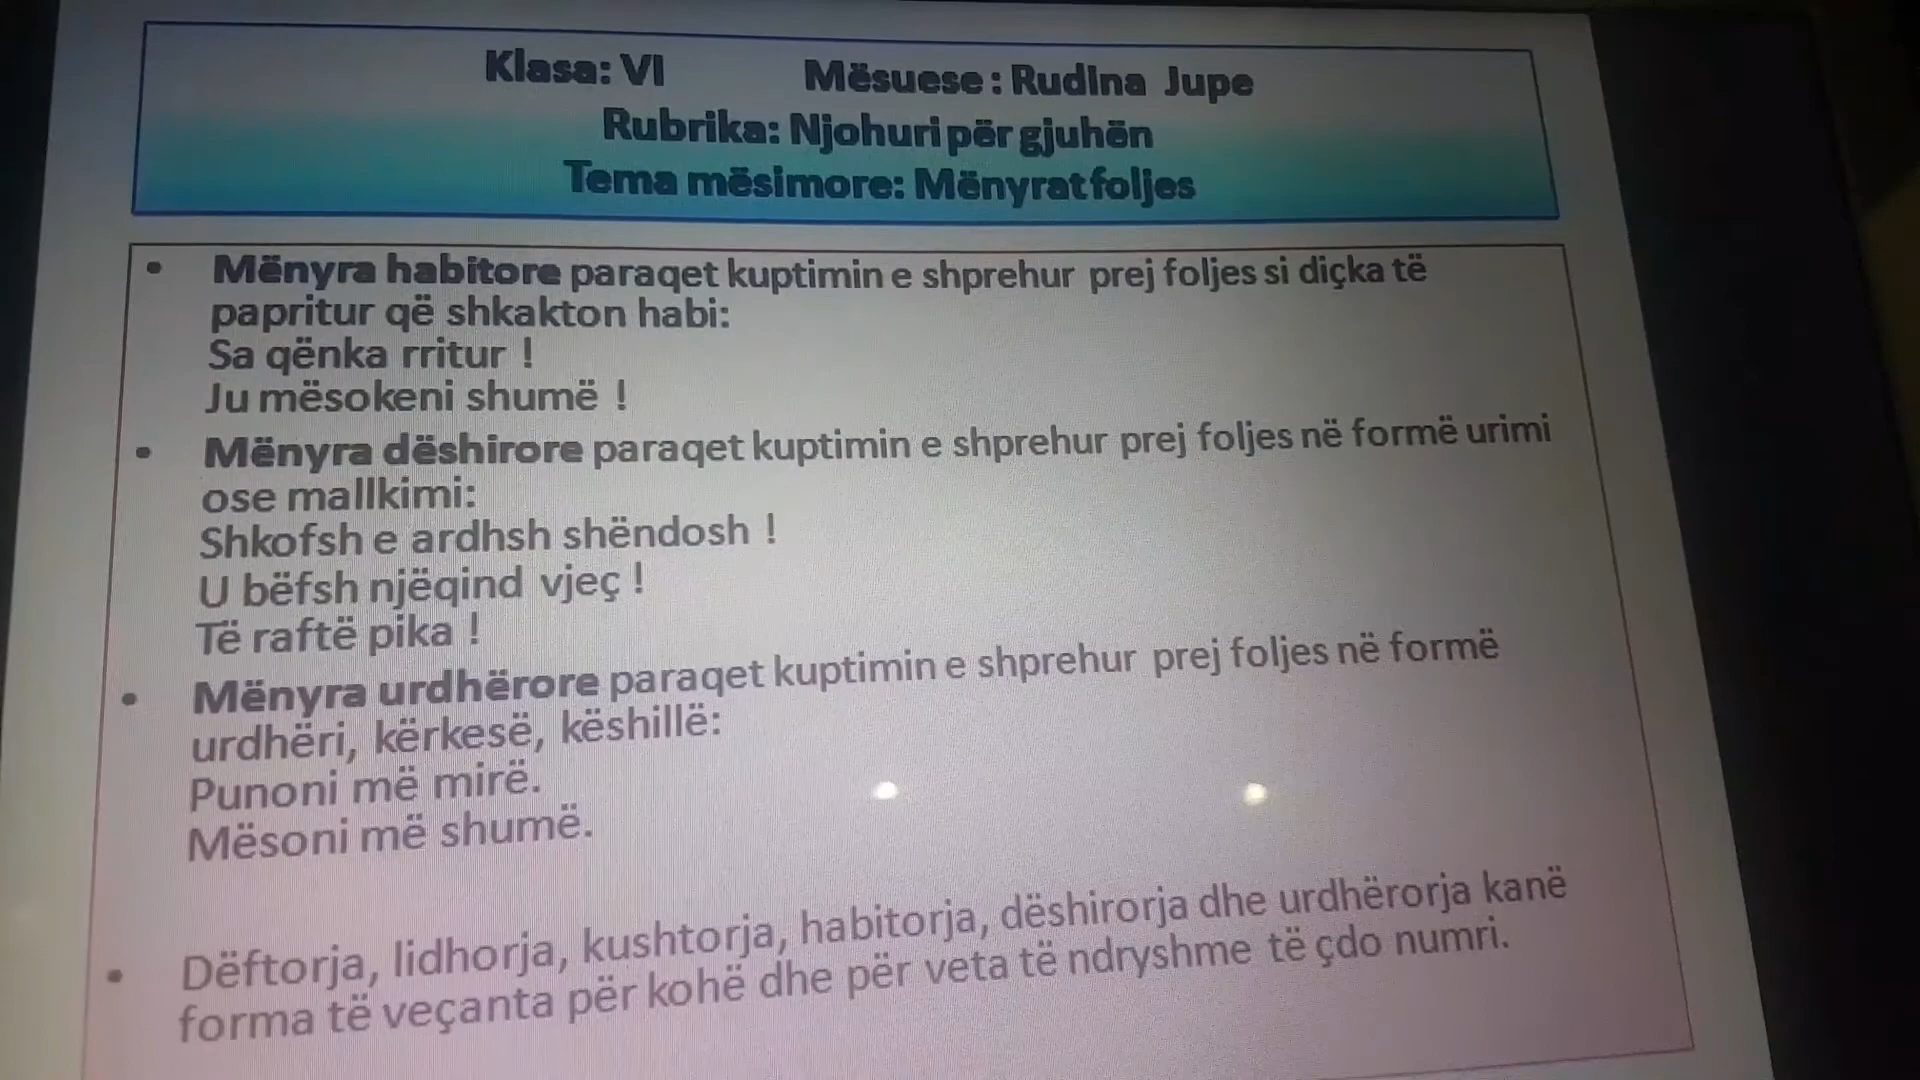 Klasa: VI Mësuese : RudIna Jupe
Rubrika: Njohuri për gjuhën
Tema mësimore: Mënyrat foljes
• Mënyra habitore paraqet kuptimin e shprehur prej foljes si diçka të
papritur që shkakton habi:
Sa qënka rritur !
Ju mësokeni shumë !
• Mënyra dëshirore paraqet kuptimin e shprehur prej foljes në formë urimi
ose mallkimi:
Shkofsh e ardhsh shëndosh !
U bëfsh njëqind vjeç !
Të raftë pika !
• Mënyra urdhërore paraqet kuptimin e shprehur prej foljes në formë
urdhëri, kërkesë, këshillë:
Punoni më mirë.
Mësoni më shumë.
• Dëftorja, lidhorja, kushtorja, habitorja, dëshirorja dhe urdhërorja kanë
forma të veçanta për kohë dhe për veta të ndryshme të çdo numri.